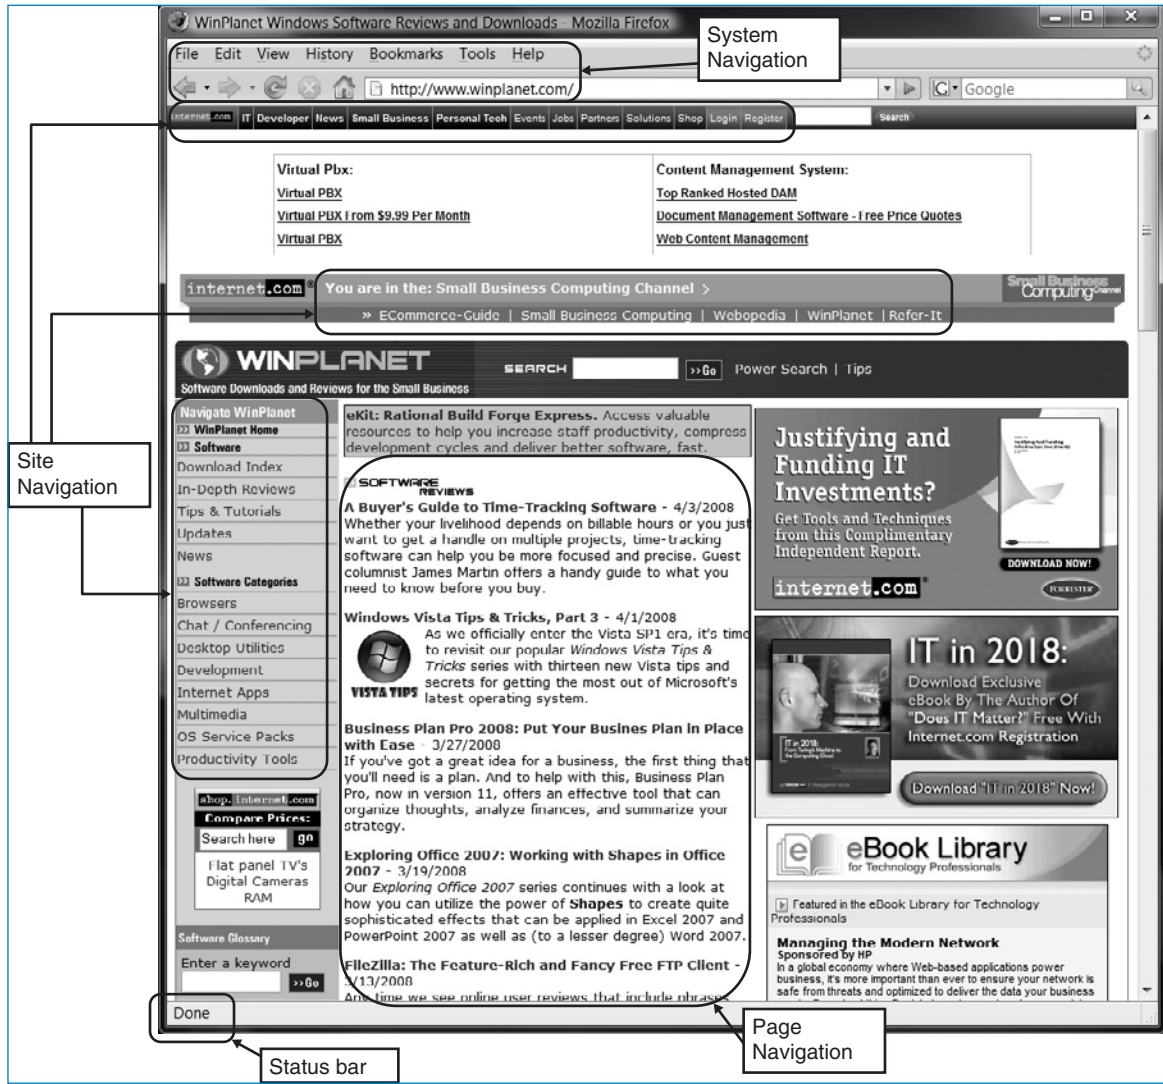 WinPlanet Windows Software Reviews and Downloads - Mozilla Firefox
System
Navigation
File Edit View History Bookmarks Tools Help
http://www.winplanet.com/
G Google
internet.com IT Developer News Small Business Personal Tech Events Jobs Partners Solutions Shop Login Register Search
Virtual Pbx:
Virtual PBX
Virtual PBX From $9.99 Per Month
Virtual PBX
Content Management System:
Top Ranked Hosted DAM
Document Management Software - Free Price Quotes
Web Content Management
internet.com® You are in the: Small Business Computing Channel >
Small Business
Computing Channel
» ECommerce-Guide | Small Business Computing | Webopedia | WinPlanet | Refer-It
WINPLANET
Software Downloads and Reviews for the Small Business
SEARCH >>Go Power Search | Tips
Site
Navigation
Navigate WinPlanet
WinPlanet Home
Software
Download Index
In-Depth Reviews
Tips & Tutorials
Updates
News
Software Categories
Browsers
Chat / Conferencing
Desktop Utilities
Development
Internet Apps
Multimedia
OS Service Packs
Productivity Tools
shop.internet.com
Compare Prices:
Search here go
Flat panel TV's
Digital Cameras
RAM
Software Glossary
Enter a keyword
>>Go
eKit: Rational Build Forge Express. Access valuable
resources to help you increase staff productivity, compress
development cycles and deliver better software, fast.
SOFTWARE
REVIEWS
A Buyer's Guide to Time-Tracking Software - 4/3/2008
Whether your livelihood depends on billable hours or you just
want to get a handle on multiple projects, time-tracking
software can help you be more focused and precise. Guest
columnist James Martin offers a handy guide to what you
need to know before you buy.
Windows Vista Tips & Tricks, Part 3 - 4/1/2008
As we officially enter the Vista SP1 era, it's time
to revisit our popular Windows Vista Tips &
Tricks series with thirteen new Vista tips and
secrets for getting the most out of Microsoft's
latest operating system.
VISTA TIPS
Business Plan Pro 2008: Put Your Busines Plan in Place
with Ease - 3/27/2008
If you've got a great idea for a business, the first thing that
you'll need is a plan. And to help with this, Business Plan
Pro, now in version 11, offers an effective tool that can
organize thoughts, analyze finances, and summarize your
strategy.
Exploring Office 2007: Working with Shapes in Office
2007 - 3/19/2008
Our Exploring Office 2007 series continues with a look at
how you can utilize the power of Shapes to create quite
sophisticated effects that can be applied in Excel 2007 and
PowerPoint 2007 as well as (to a lesser degree) Word 2007.
FileZilla: The Feature-Rich and Fancy Free FTP Client -
3/13/2008
Any time we see online user reviews that include phrases
Justifying and
Funding IT
Investments?
Get Tools and Techniques
from this Complimentary
Independent Report.
internet.com
DOWNLOAD NOW!
FORRESTER
IT in 2018:
Download Exclusive
eBook By The Author Of
"Does IT Matter?" Free With
Internet.com Registration
IT in 2018:
From Turing's Machine to
the Computing Cloud
Download "IT in 2018" Now!
e eBook Library
for Technology Professionals
Featured in the eBook Library for Technology
Professionals
Managing the Modern Network
Sponsored by HP
In a global economy where Web-based applications power
business, it's more important than ever to ensure your network is
safe from threats and optimized to deliver the data your business
Done
Status bar
Page
Navigation